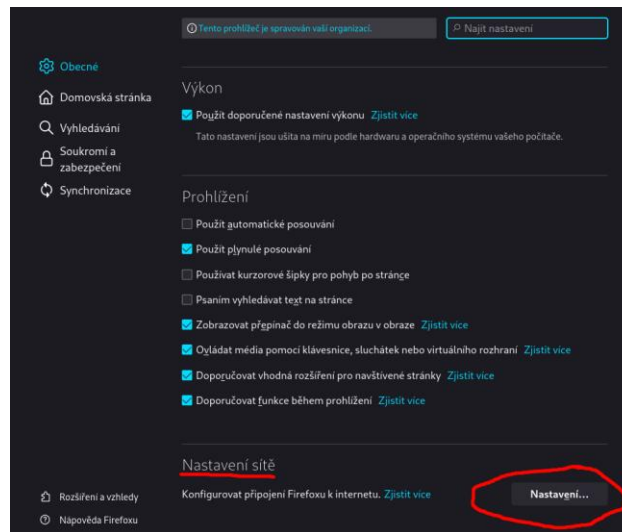 Tento prohlížeč je spravován vaší organizací.
Najít nastavení
Obecné
Domovská stránka
Vyhledávání
Soukromí a
zabezpečení
Synchronizace
Výkon
Použít doporučené nastavení výkonu Zjistit více
Tato nastavení jsou ušita na míru podle hardwaru a operačního systému vašeho počítače.
Prohlížení
Použít automatické posouvání
Použít plynulé posouvání
Používat kurzorové šipky pro pohyb po stránce
Psaním vyhledávat text na stránce
Zobrazovat přepínač do režimu obrazu v obraze Zjistit více
Ovládat média pomocí klávesnice, sluchátek nebo virtuálního rozhraní Zjistit více
Doporučovat vhodná rozšíření pro navštívené stránky Zjistit více
Doporučovat funkce během prohlížení Zjistit více
Nastavení sítě
Konfigurovat připojení Firefoxu k internetu. Zjistit více
Nastavení...
Rozšíření a vzhledy
Nápověda Firefoxu